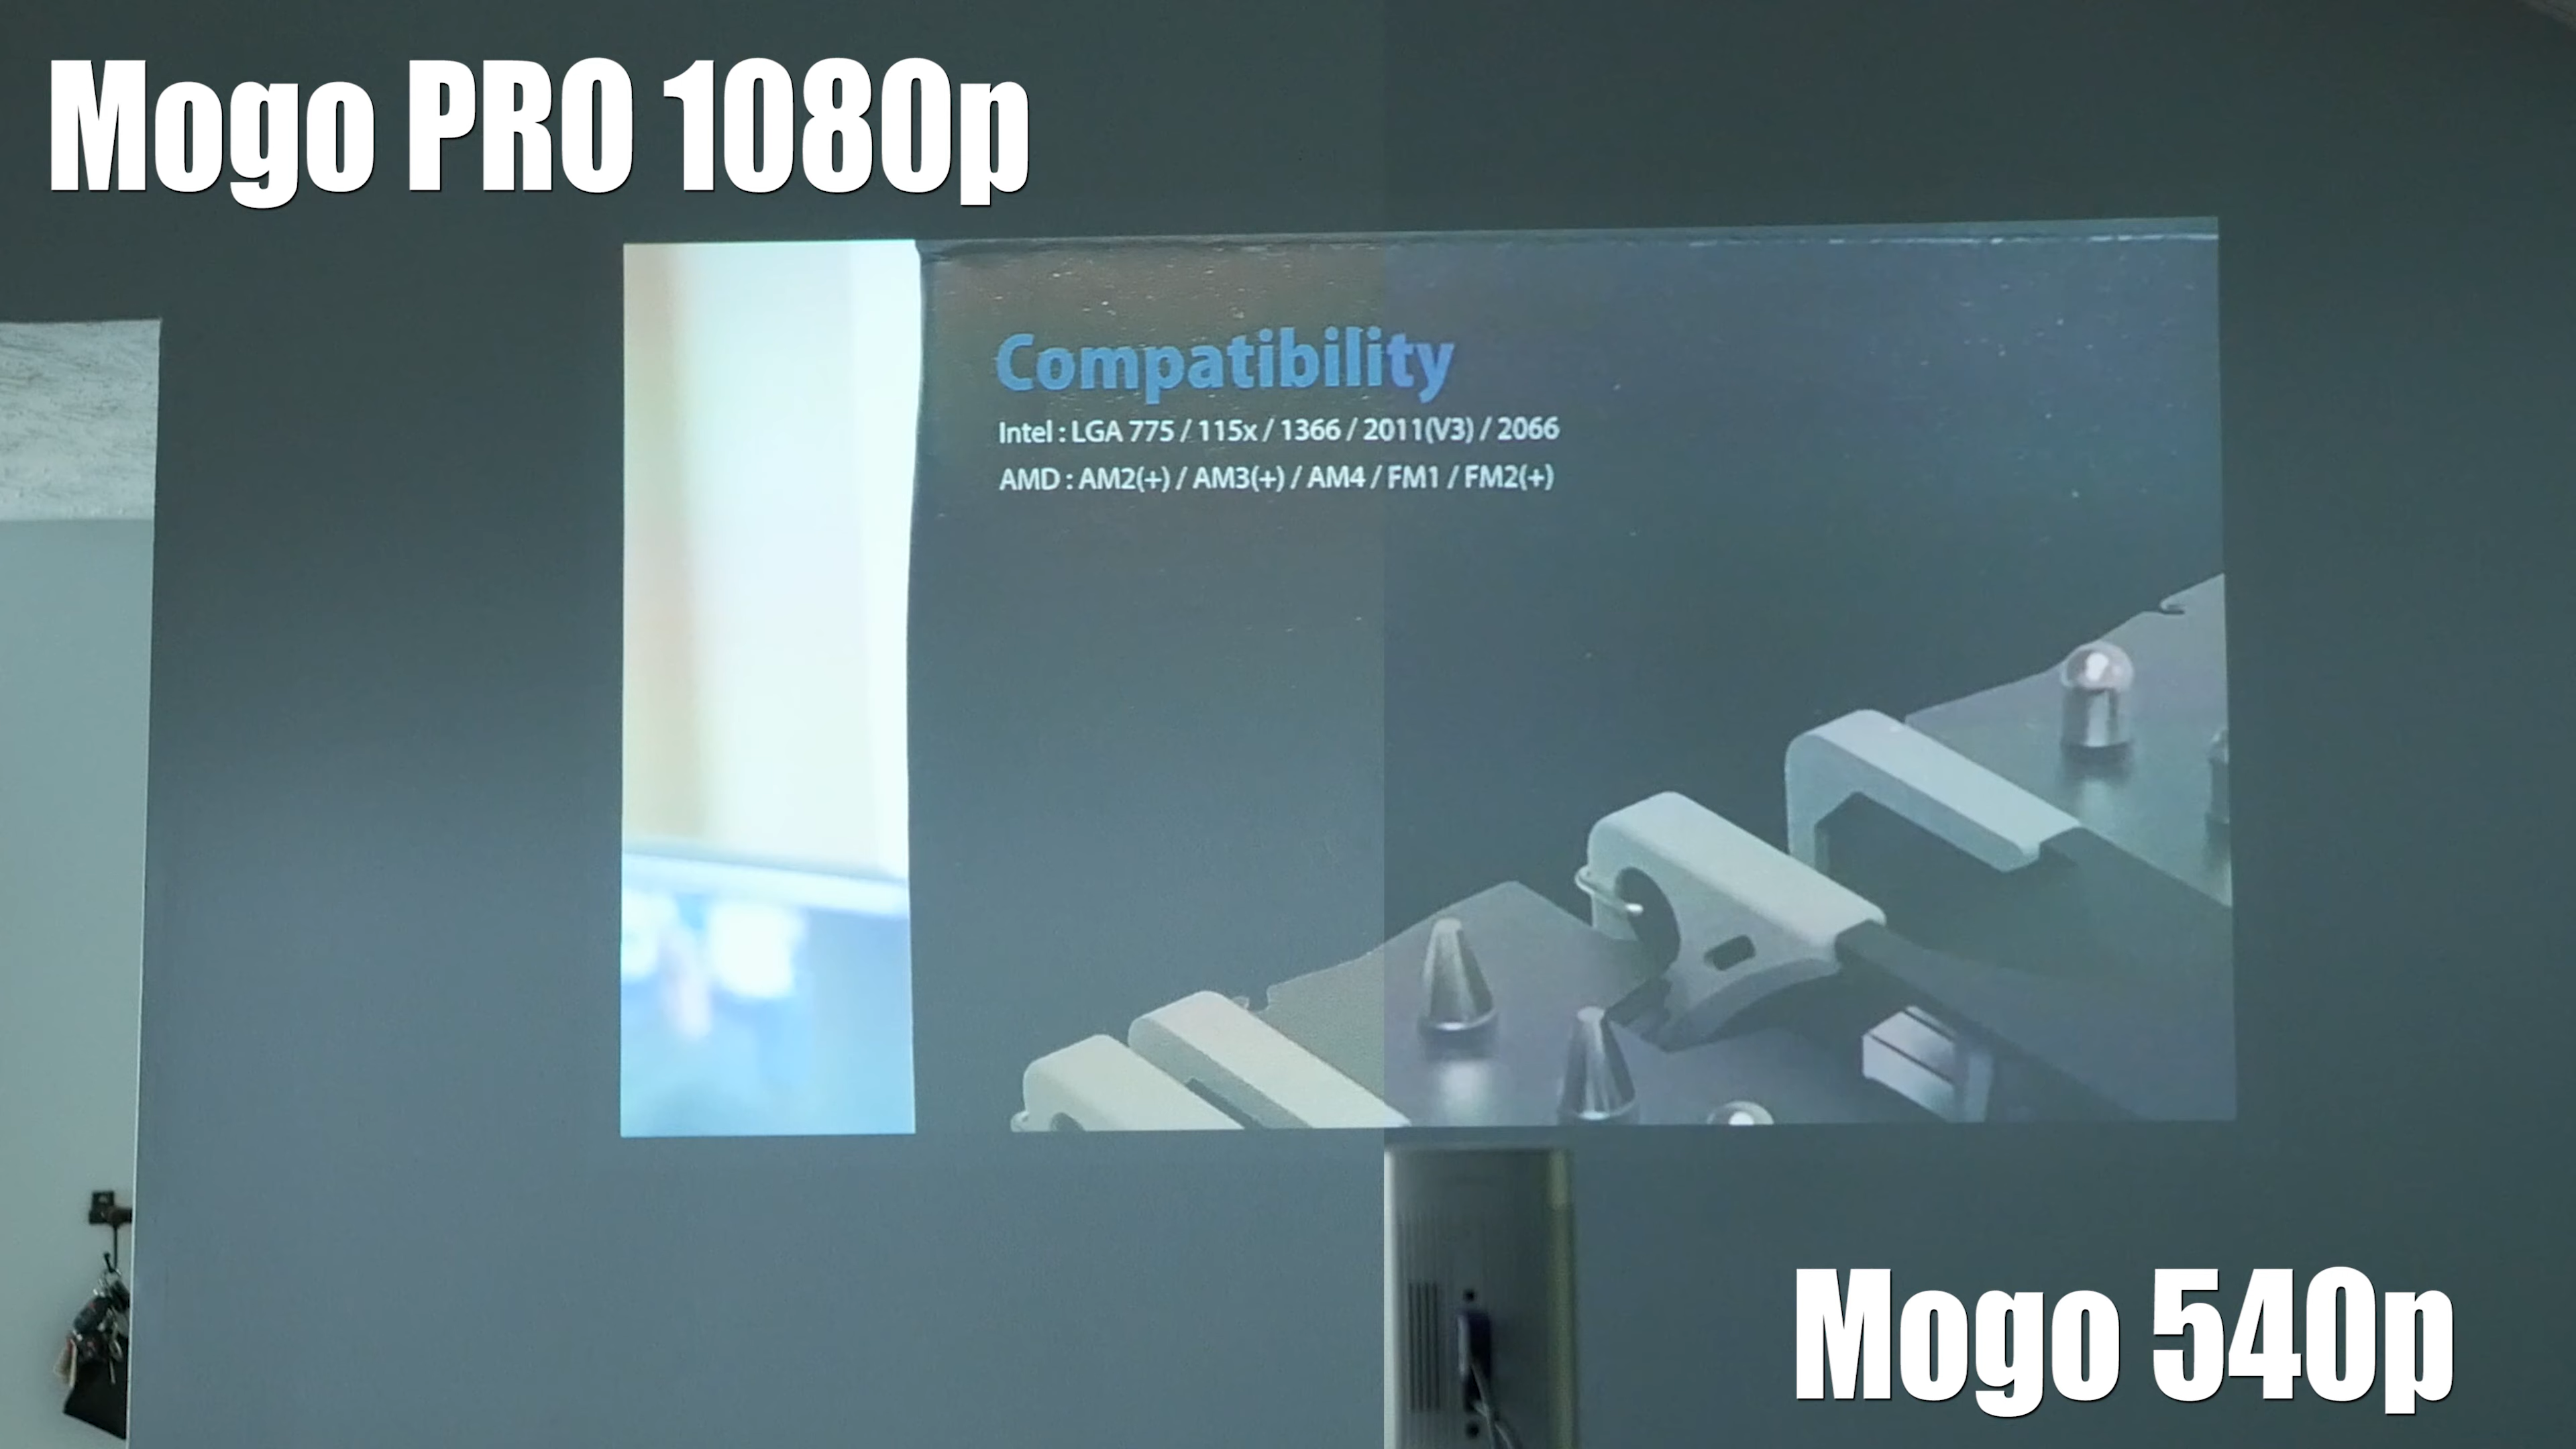 Mogo PRO 1080p
Compatibility
Intel : LGA 775 / 115x / 1366 / 2011(V3) / 2066
AMD : AM2(+) / AM3(+) / AM4 / FM1 / FM2(+)
Mogo 540p